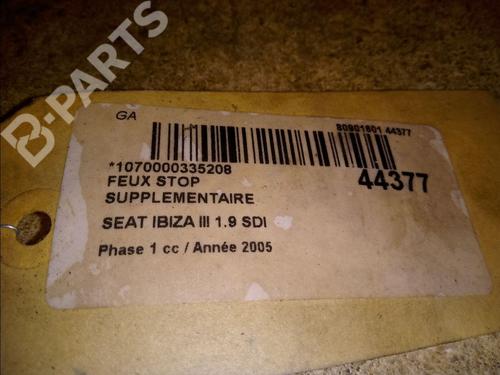 B-PARTS
GA
80901601 44377
*1070000335208
44377
FEUX STOP
SUPPLEMENTAIRE
SEAT IBIZA III 1.9 SDI
Phase 1 cc / Année 2005